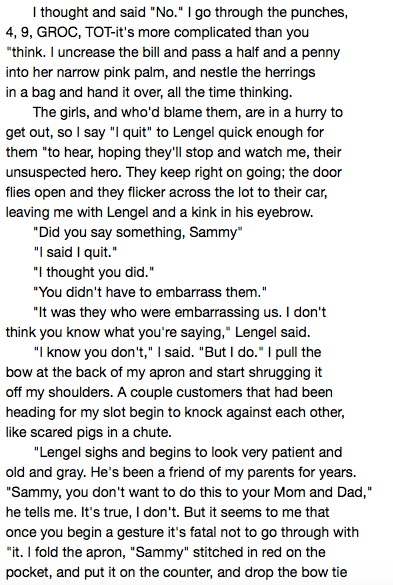 I thought and said "No." I go through the punches,
4, 9, GROC, TOT-it's more complicated than you
"think. I uncrease the bill and pass a half and a penny
into her narrow pink palm, and nestle the herrings
in a bag and hand it over, all the time thinking.
The girls, and who'd blame them, are in a hurry to
get out, so I say "I quit" to Lengel quick enough for
them "to hear, hoping they'll stop and watch me, their
unsuspected hero. They keep right on going; the door
flies open and they flicker across the lot to their car,
leaving me with Lengel and a kink in his eyebrow.
"Did you say something, Sammy"
"I said I quit."
"I thought you did."
"You didn't have to embarrass them."
"It was they who were embarrassing us. I don't
think you know what you're saying," Lengel said.
"I know you don't," I said. "But I do." I pull the
bow at the back of my apron and start shrugging it
off my shoulders. A couple customers that had been
heading for my slot begin to knock against each other,
like scared pigs in a chute.
"Lengel sighs and begins to look very patient and
old and gray. He's been a friend of my parents for years.
"Sammy, you don't want to do this to your Mom and Dad,"
he tells me. It's true, I don't. But it seems to me that
once you begin a gesture it's fatal not to go through with
"it. I fold the apron, "Sammy" stitched in red on the
pocket, and put it on the counter, and drop the bow tie